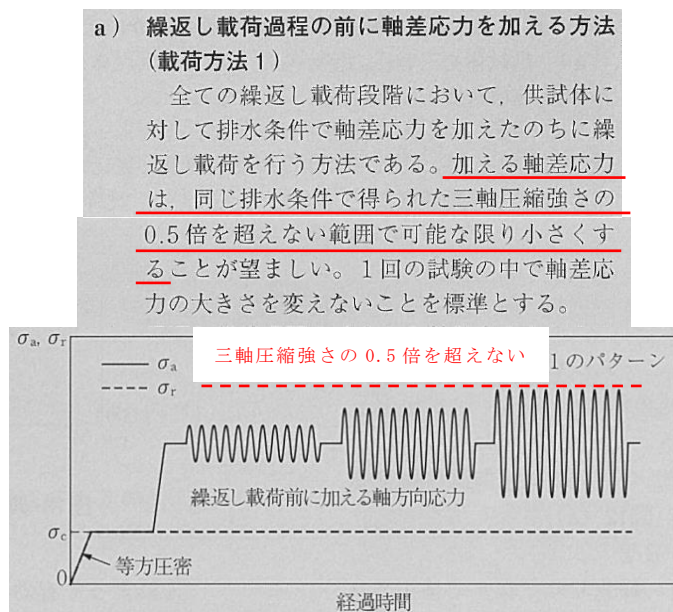 a） 繰返し載荷過程の前に軸差応力を加える方法
（載荷方法1）
全ての繰返し載荷段階において，供試体に
対して排水条件で軸差応力を加えたのちに繰
返し載荷を行う方法である。加える軸差応力
は，同じ排水条件で得られた三軸圧縮強さの
0.5倍を超えない範囲で可能な限り小さくす
ることが望ましい。1回の試験の中で軸差応
力の大きさを変えないことを標準とする。
σa, σr
三軸圧縮強さの0.5倍を超えない
1のパターン
σa
σr
繰返し載荷前に加える軸方向応力
σc
等方圧密
0
経過時間